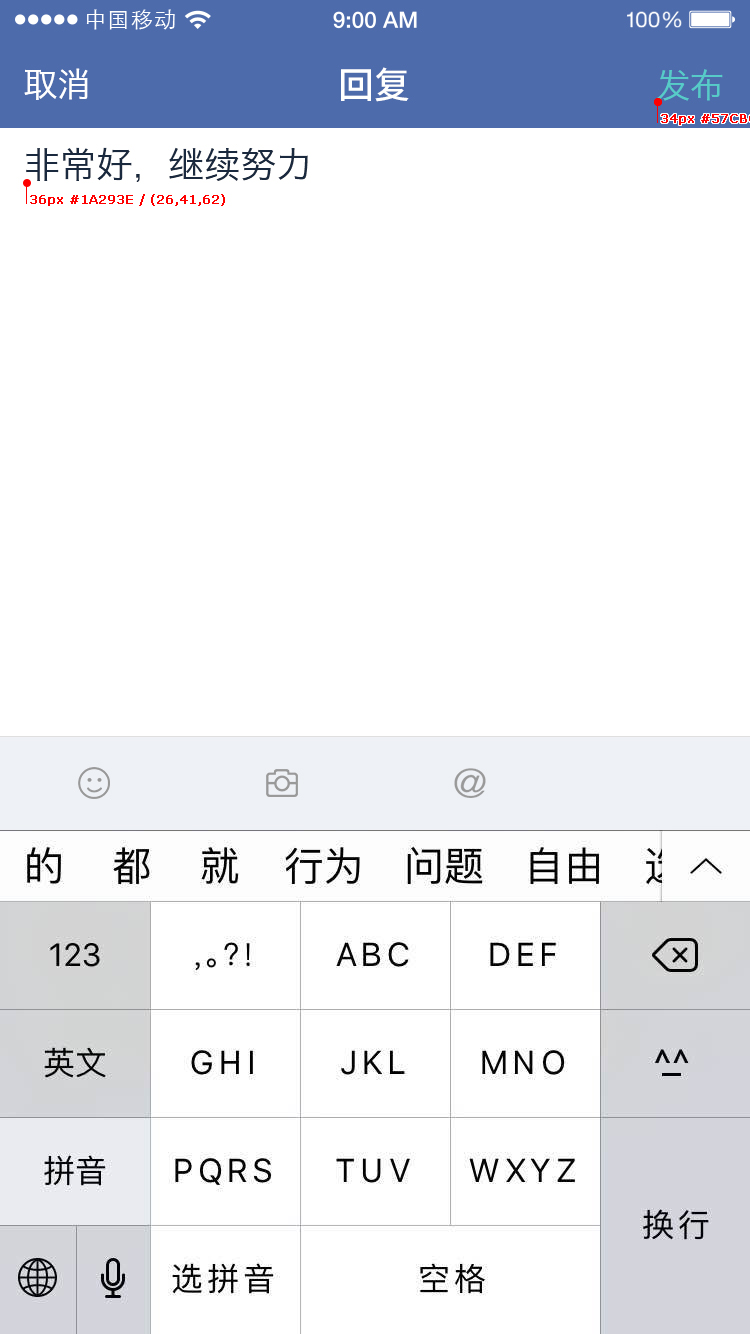 中国移动 9:00 AM 100%
取消 回复 发布
34px #57CB
非常好，继续努力
36px #1A293E / (26,41,62)
@
的 都 就 行为 问题 自由
123 ,。?! ABC DEF
^^
英文 GHI JKL MNO
拼音 PQRS TUV WXYZ
换行
选拼音 空格